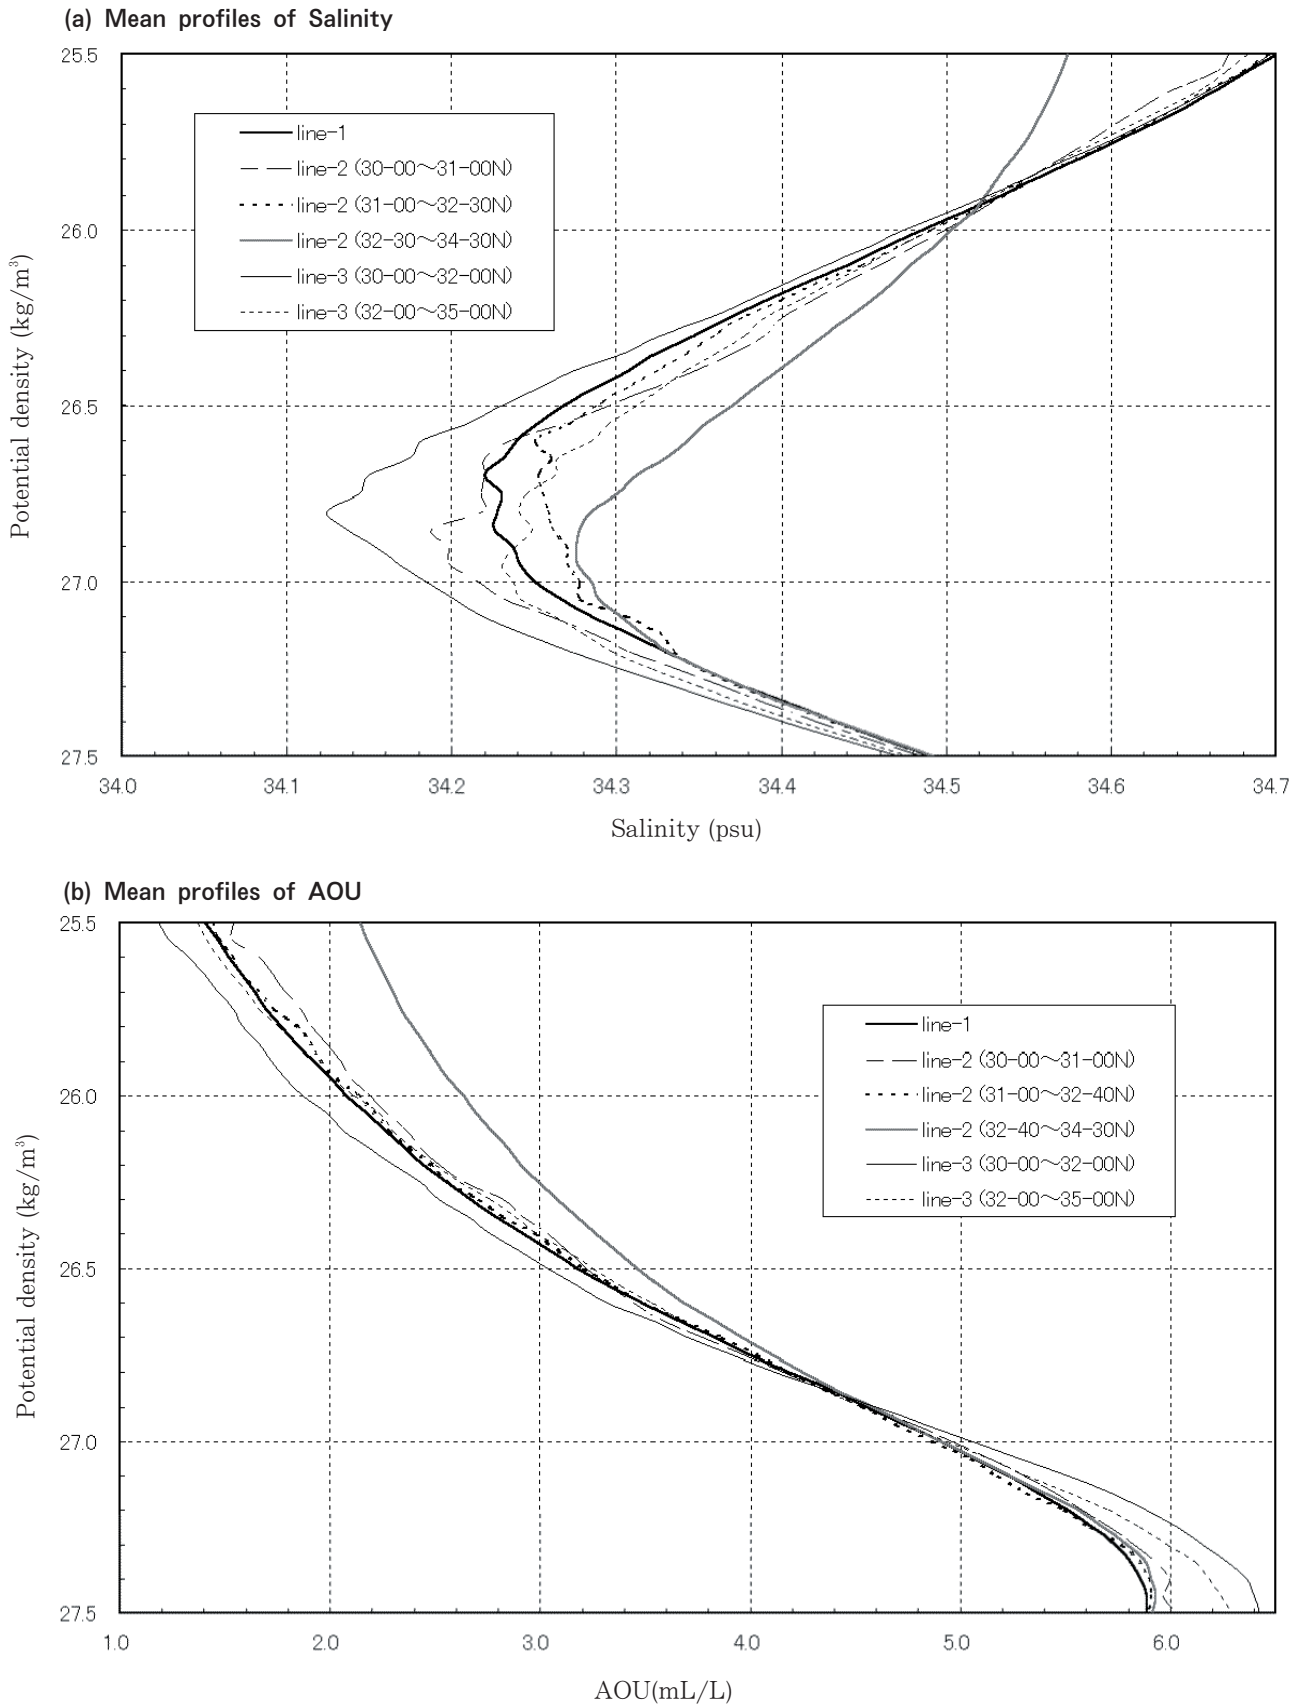 (a) Mean profiles of Salinity
25.5
26.0
26.5
27.0
27.5
Potential density (kg/m³)
line-1
line-2 (30-00～31-00N)
line-2 (31-00～32-30N)
line-2 (32-30～34-30N)
line-3 (30-00～32-00N)
line-3 (32-00～35-00N)
34.0 34.1 34.2 34.3 34.4 34.5 34.6 34.7
Salinity (psu)
(b) Mean profiles of AOU
25.5
26.0
26.5
27.0
27.5
Potential density (kg/m³)
line-1
line-2 (30-00～31-00N)
line-2 (31-00～32-40N)
line-2 (32-40～34-30N)
line-3 (30-00～32-00N)
line-3 (32-00～35-00N)
1.0 2.0 3.0 4.0 5.0 6.0
AOU(mL/L)